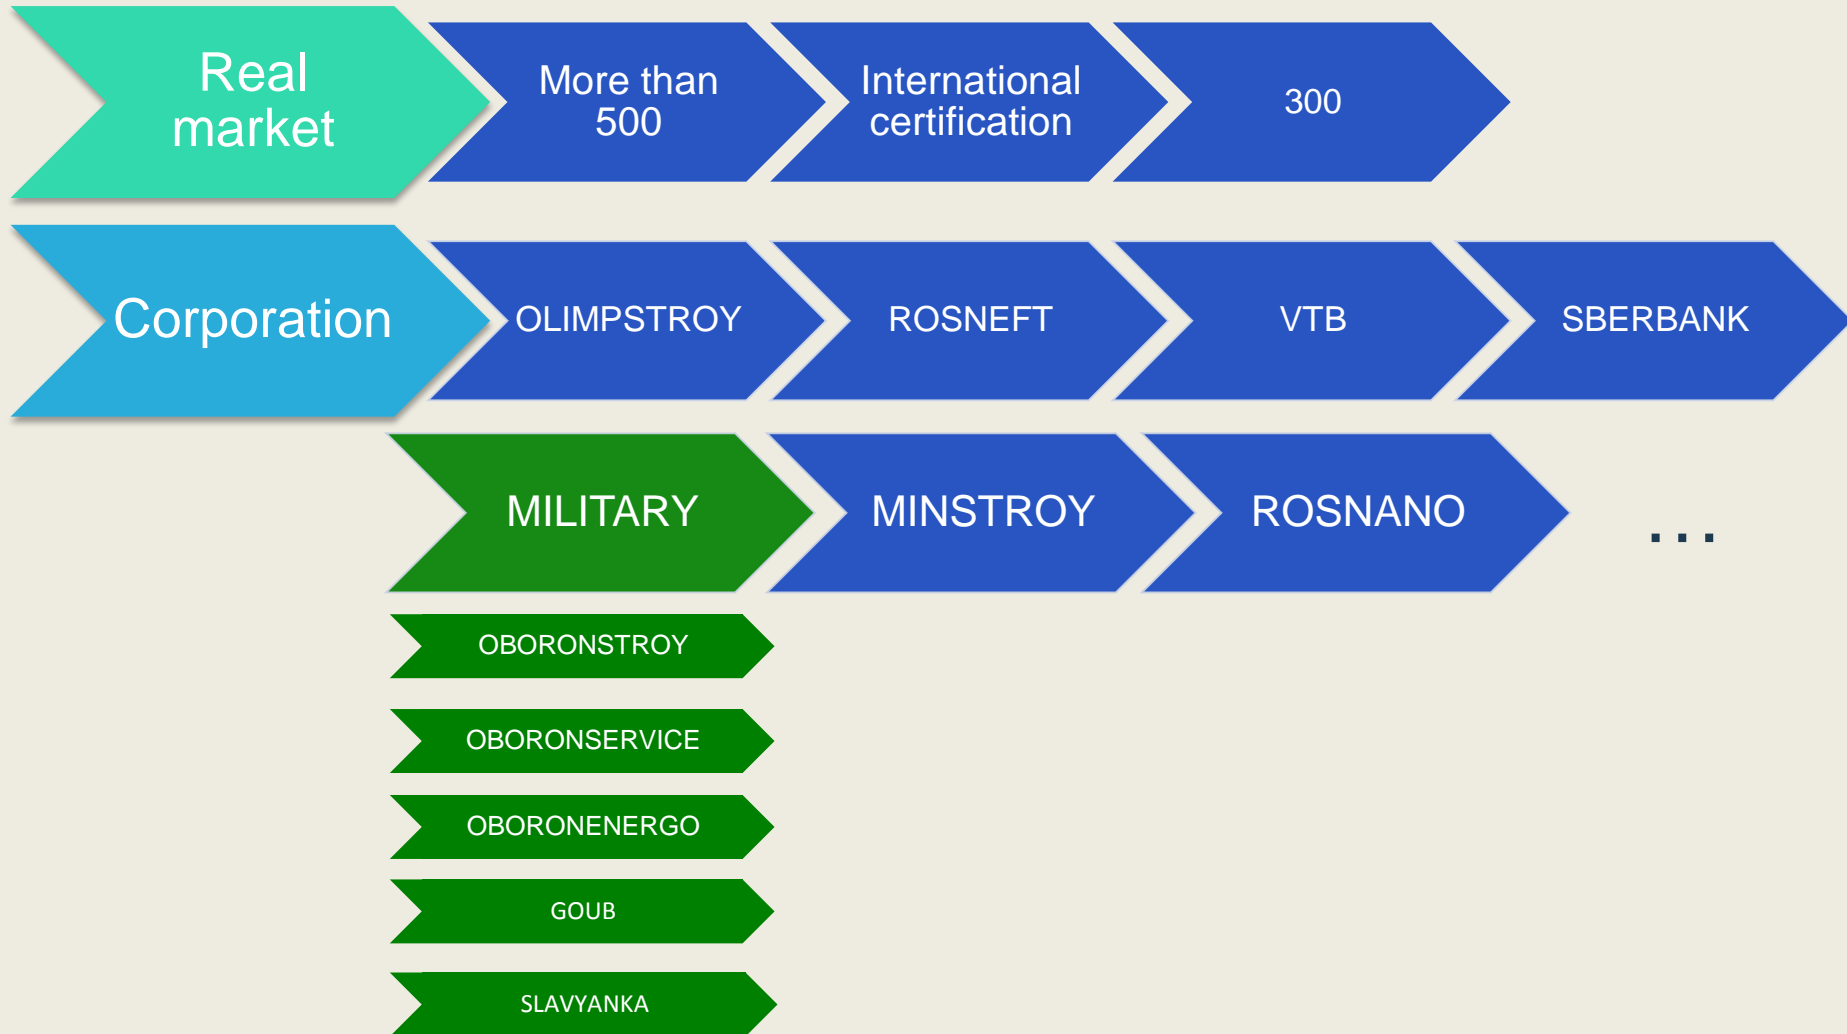 Real
market
More than
500
International
certification
300
Corporation
OLIMPSTROY
ROSNEFT
VTB
SBERBANK
MILITARY
MINSTROY
ROSNANO
...
OBORONSTROY
OBORONSERVICE
OBORONENERGO
GOUB
SLAVYANKA